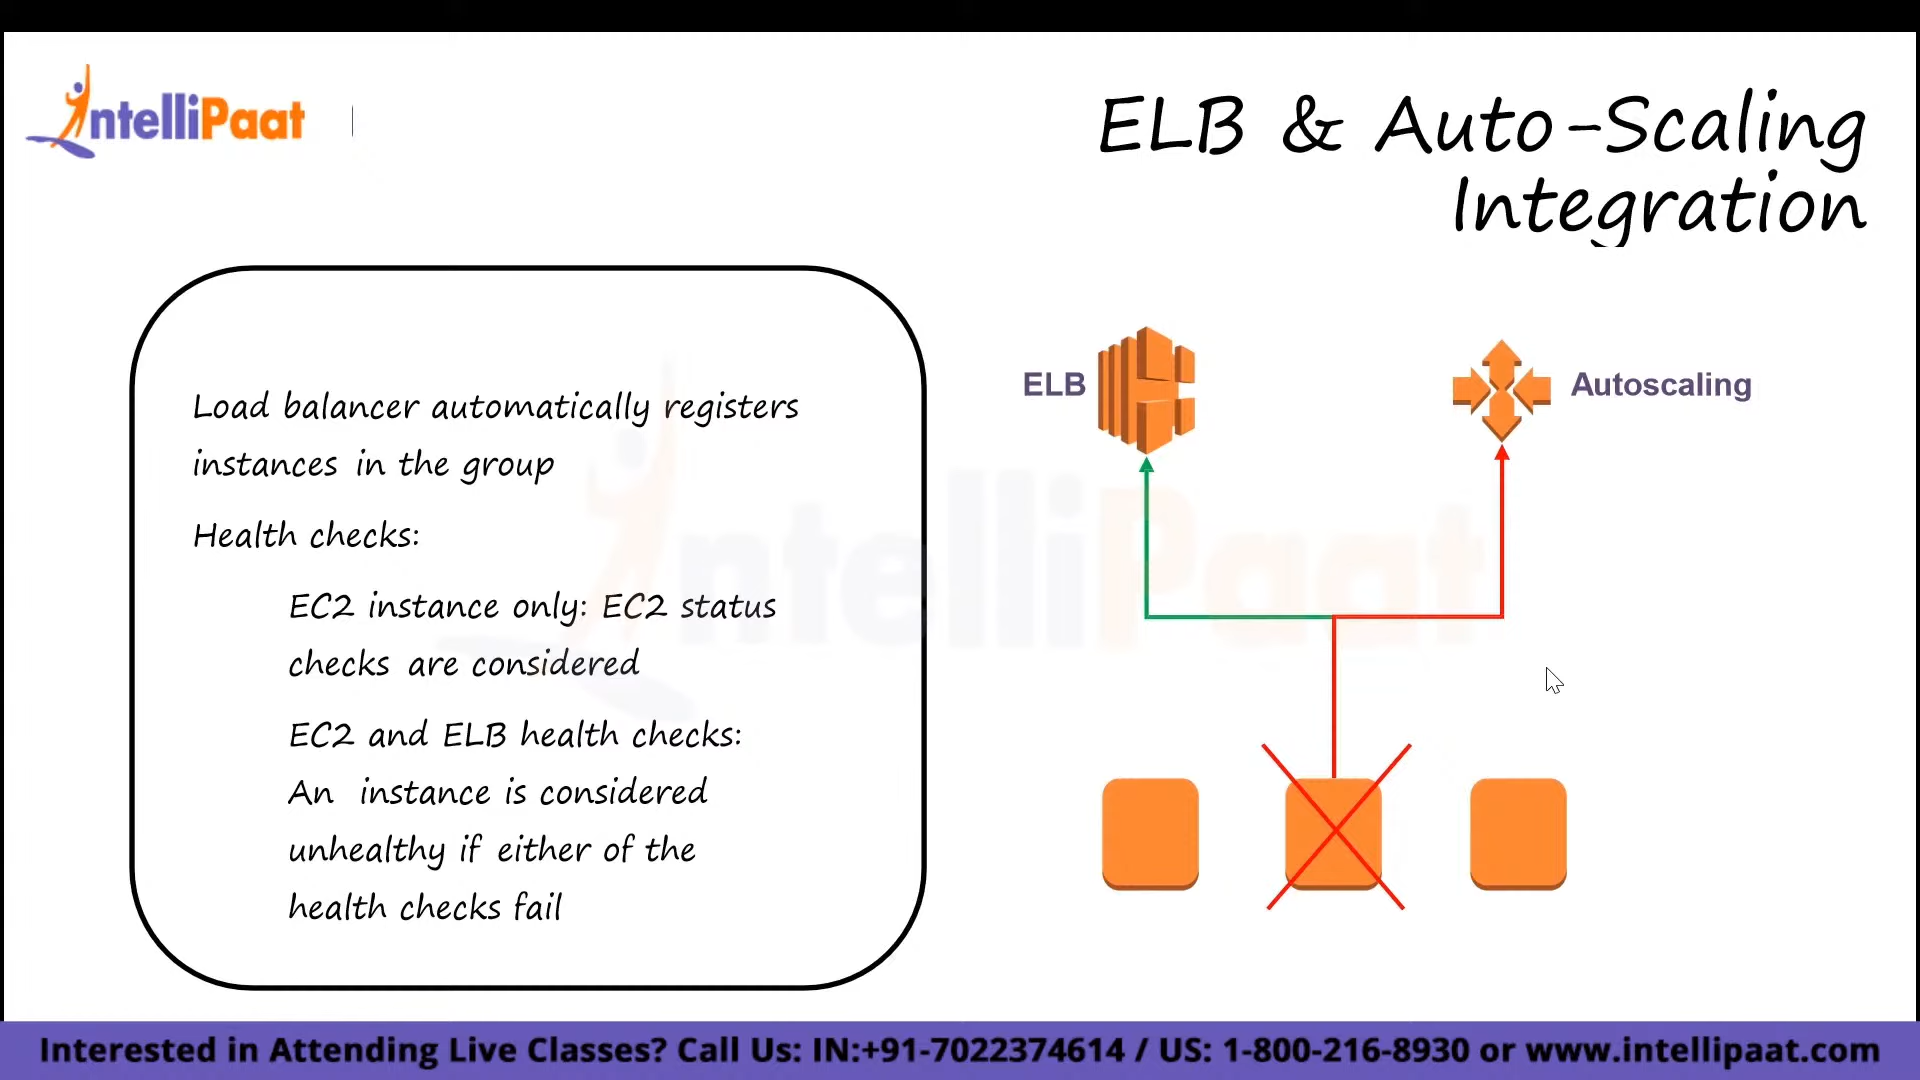 IntelliPaat
ELB & Auto-Scaling
Integration
Load balancer automatically registers
instances in the group
Health checks:
EC2 instance only: EC2 status
checks are considered
EC2 and ELB health checks:
An instance is considered
unhealthy if either of the
health checks fail
ELB
Autoscaling
IntelliPaat
Interested in Attending Live Classes? Call Us: IN:+91-7022374614 / US: 1-800-216-8930 or www.intellipaat.com